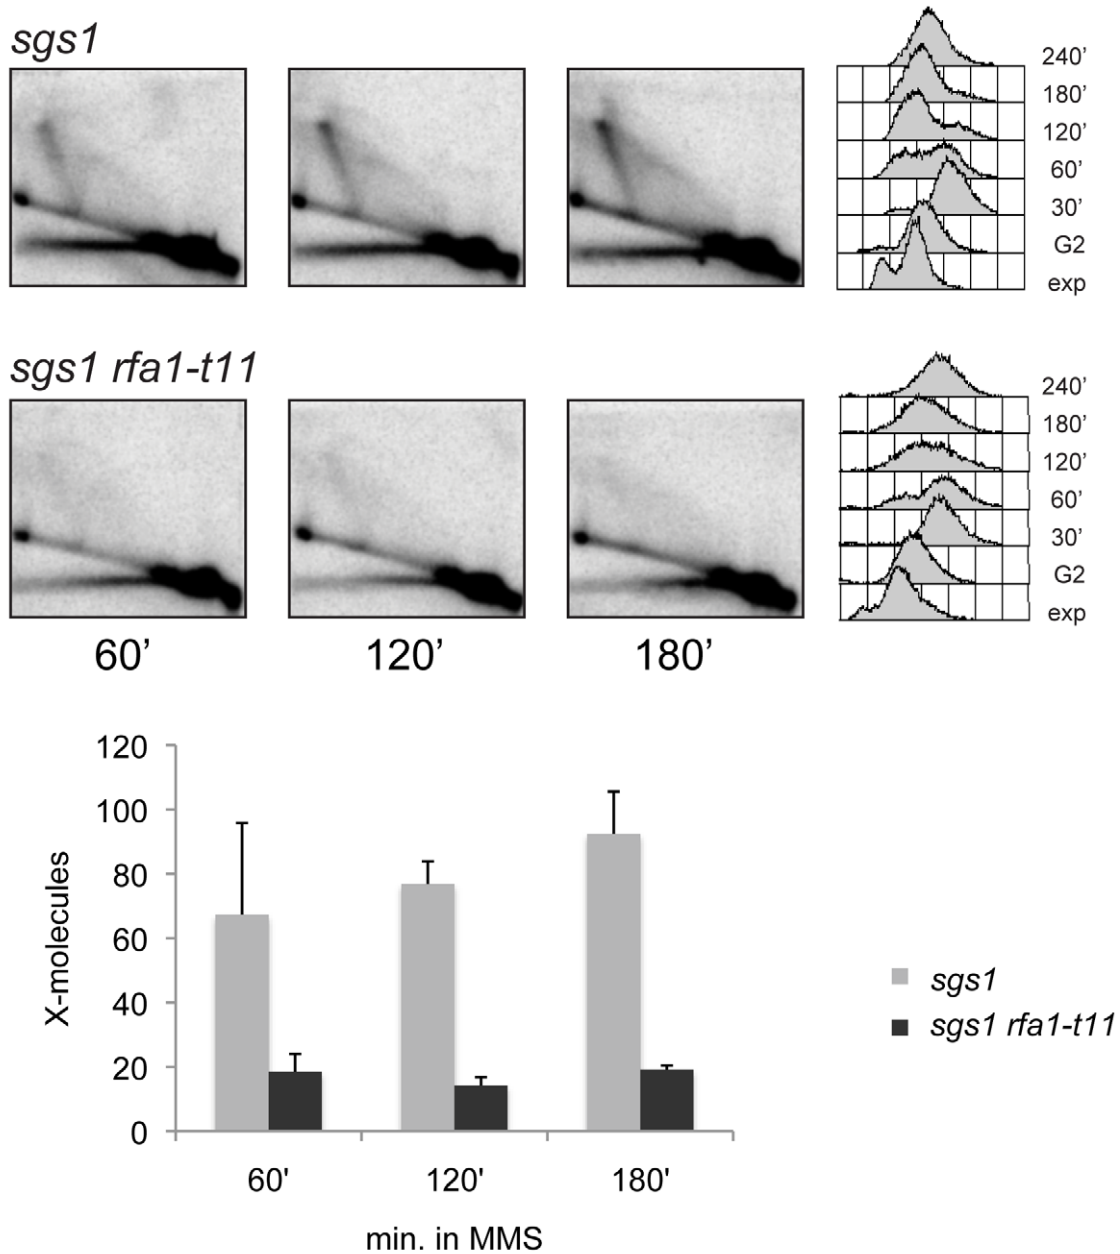 sgs1
240’
180’
120’
60’
30’
G2
exp
sgs1 rfa1-t11
240’
180’
120’
60’
30’
G2
exp
60’ 120’ 180’
120
100
80
60
40
20
0
X-molecules
60' 120' 180'
min. in MMS
sgs1
sgs1 rfa1-t11